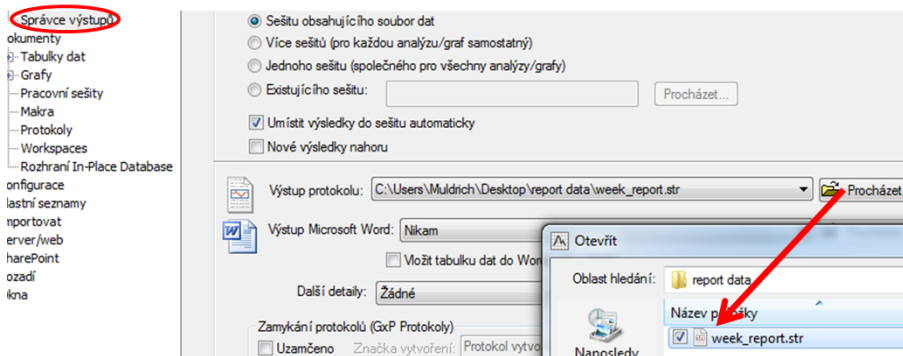 Správce výstupů
okumenty
Tabulky dat
Grafy
Pracovní sešity
Makra
Protokoly
Workspaces
Rozhraní In-Place Database
onfigurace
lastní seznamy
mportovat
erver/web
harePoint
ozadí
kna
Sešitu obsahujícího soubor dat
Více sešitů (pro každou analýzu/graf samostatný)
Jednoho sešitu (společného pro všechny analýzy/grafy)
Existujícího sešitu:
Procházet...
Umístit výsledky do sešitu automaticky
Nové výsledky nahoru
Výstup protokolu: C:\Users\Muldrich\Desktop\report data\week_report.str Procházet
Výstup Microsoft Word: Nikam
Vložit tabulku dat do Wor
Další detaily: Žádné
Zamykání protokolů (GxP Protokoly)
Uzamčeno Značka vytvoření: Protokol vytvo
Otevřít
Oblast hledání: report data
Název položky
week_report.str
Naposledy